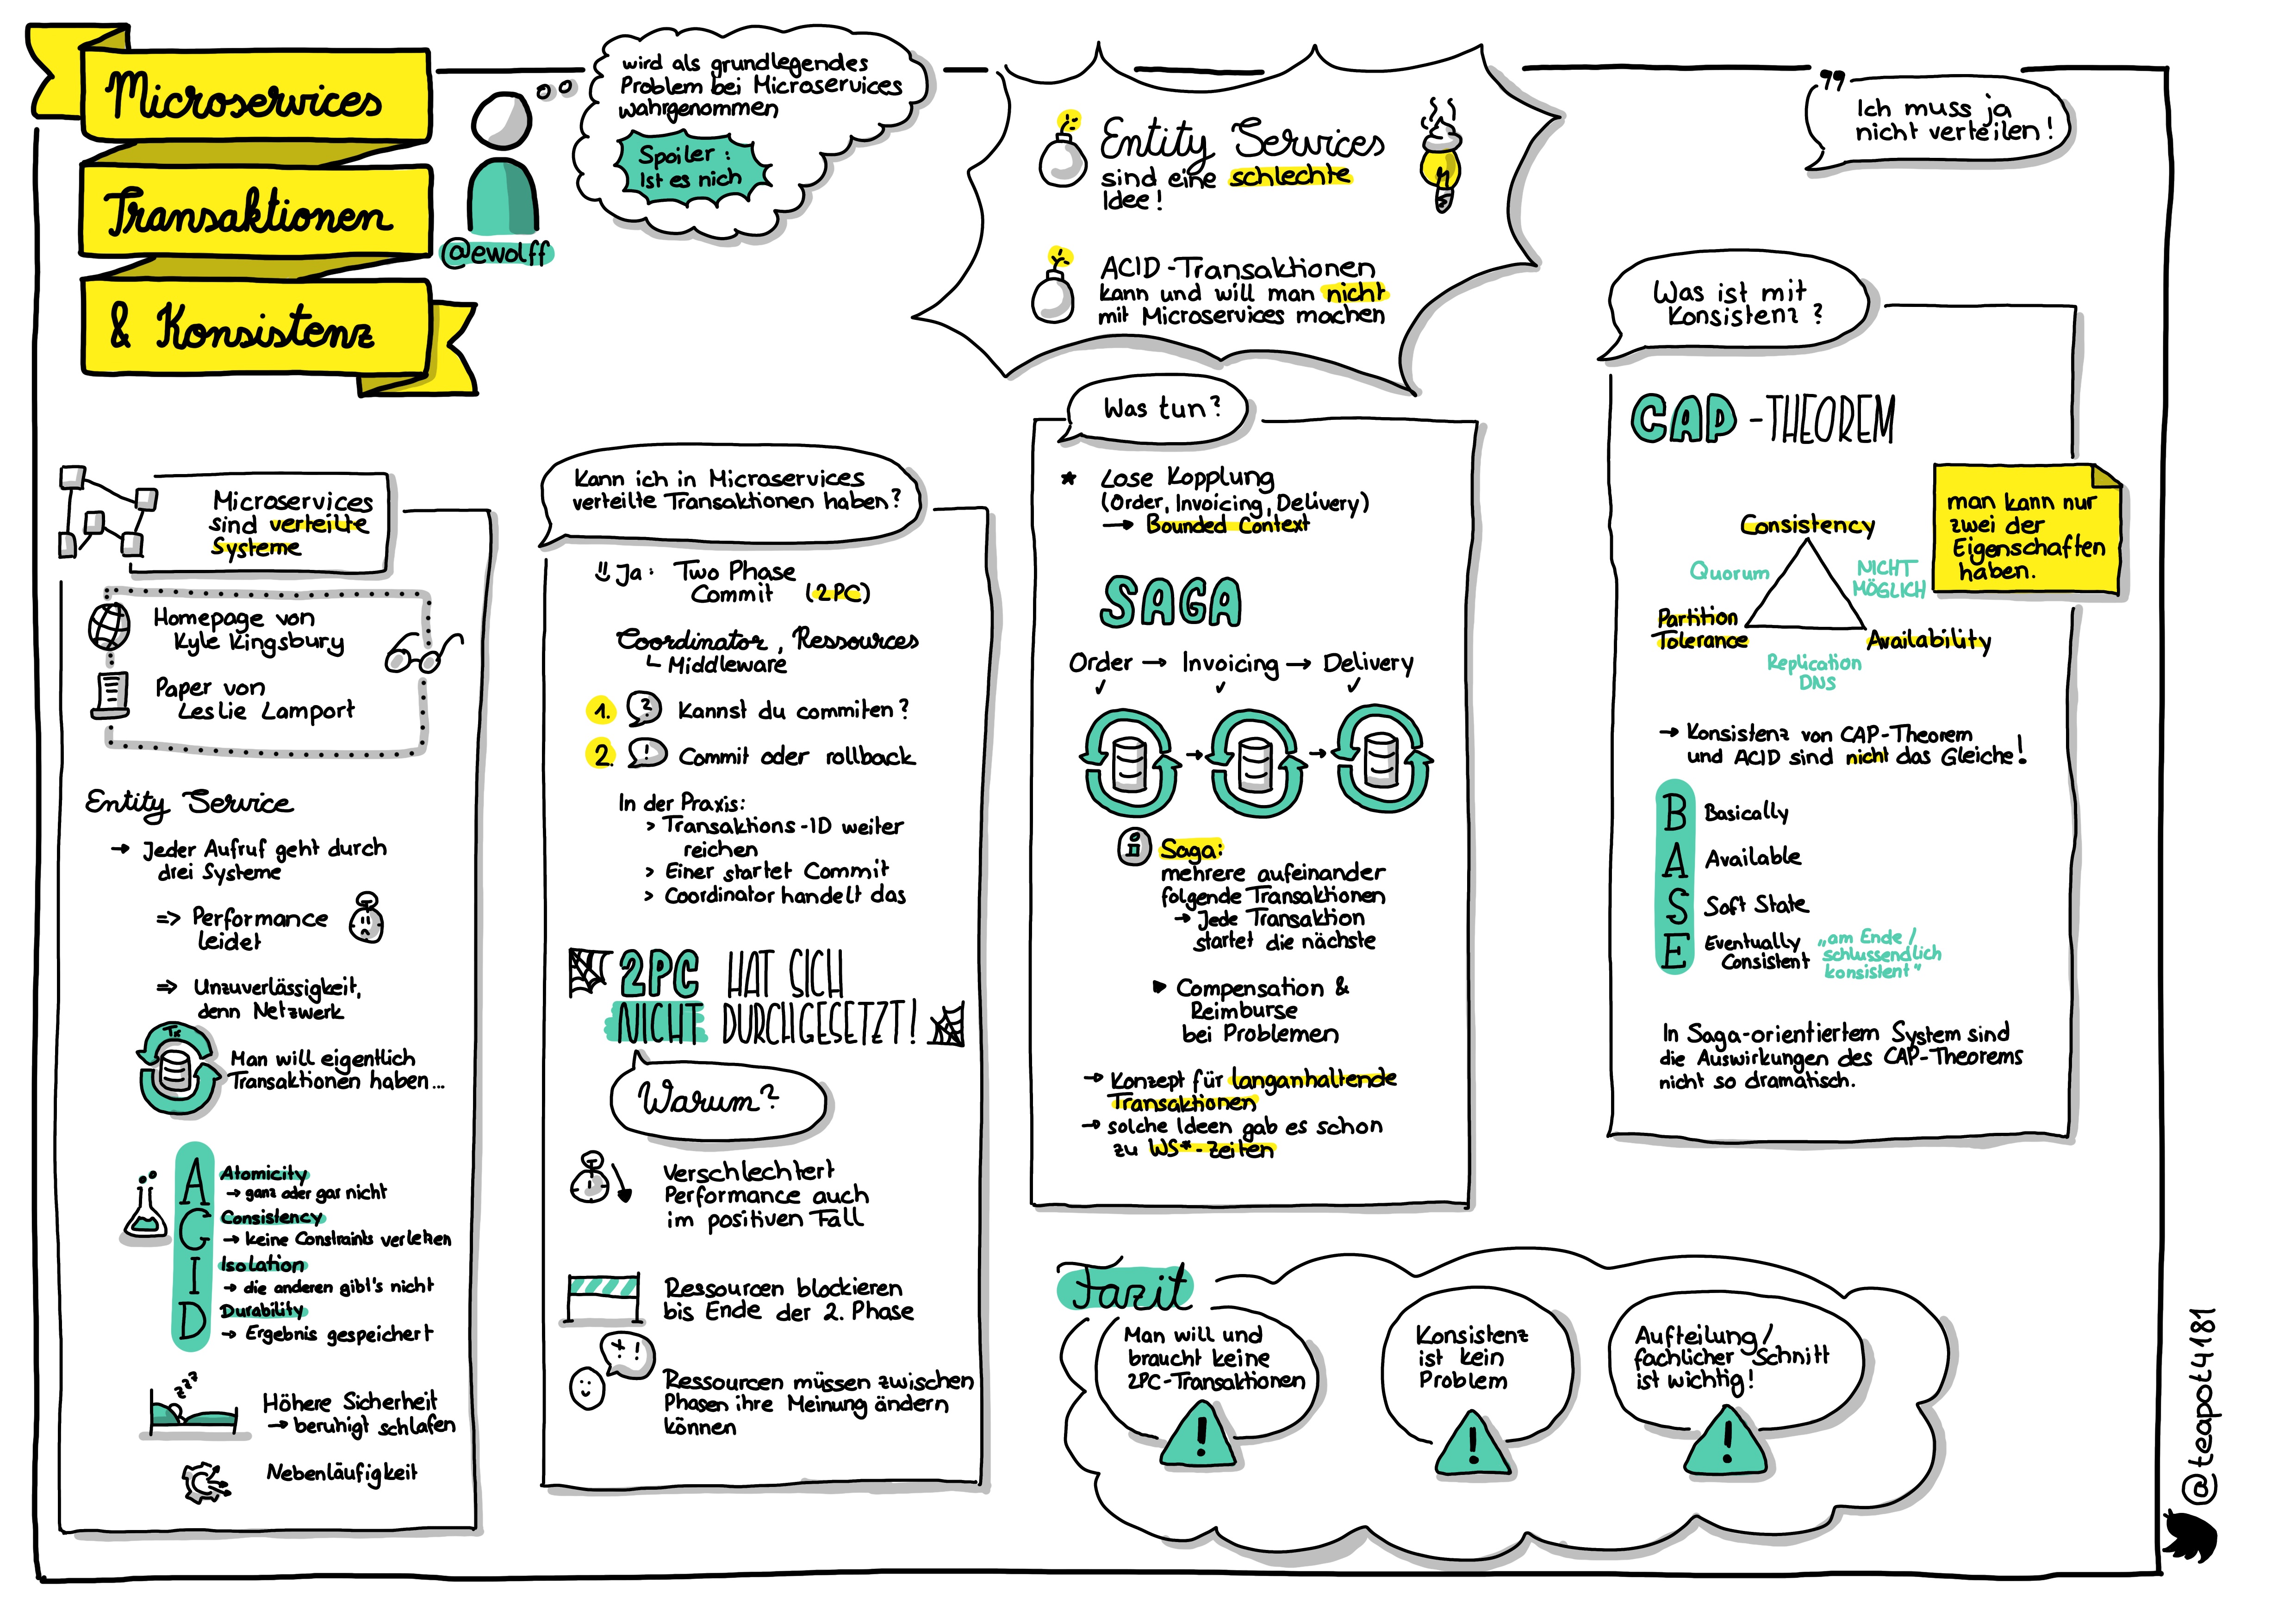 Microservices
Transaktionen
& Konsistenz
@ewolff
wird als grundlegendes
Problem bei Microservices
wahrgenommen
Spoiler:
Ist es nich
Entity Services
sind eine schlechte
Idee!
ACID-Transaktionen
kann und will man nicht
mit Microservices machen
Ich muss ja
nicht verteilen!
Microservices
sind verteilte
Systeme
Homepage von
Kyle Kingsbury
Paper von
Leslie Lamport
Entity Service
→ Jeder Aufruf geht durch
drei Systeme
=> Performance
leidet
=> Unzuverlässigkeit,
denn Netzwerk
Tx
Man will eigentlich
Transaktionen haben...
A
Atomicity
→ ganz oder gar nicht
C
Consistency
→ keine Constraints verletzen
I
Isolation
→ die anderen gibt's nicht
D
Durability
→ Ergebnis gespeichert
zzz
Höhere Sicherheit
→ beruhigt schlafen
Nebenläufigkeit
Kann ich in Microservices
verteilte Transaktionen haben?
Ja: Two Phase
Commit (2PC)
Coordinator, Ressources
Middleware
1. ? Kannst du commiten?
2. ! Commit oder rollback
In der Praxis:
> Transaktions-ID weiter
reichen
> Einer startet Commit
> Coordinator handelt das
2PC HAT SICH
NICHT DURCHGESETZT!
Warum?
Verschlechtert
Performance auch
im positiven Fall
Ressourcen blockieren
bis Ende der 2. Phase
Ressourcen müssen zwischen
Phasen ihre Meinung ändern
können
Was tun?
* Lose Kopplung
(Order, Invoicing, Delivery)
→ Bounded Context
SAGA
Order → Invoicing → Delivery
✓ ✓ ✓
i Saga:
mehrere aufeinander
folgende Transaktionen
→ Jede Transaktion
startet die nächste
▸ Compensation &
Reimburse
bei Problemen
→ Konzept für langanhaltende
Transaktionen
→ solche Ideen gab es schon
zu WS*-Zeiten
Was ist mit
Konsistenz?
CAP-THEOREM
man kann nur
zwei der
Eigenschaften
haben.
Consistency
Quorum
NICHT
MÖGLICH
Partition
Tolerance
Availability
Replication
DNS
→ Konsistenz von CAP-Theorem
und ACID sind nicht das Gleiche!
B Basically
A Available
S Soft State
E Eventually
Consistent
„am Ende/
schlussendlich
konsistent"
In Saga-orientiertem System sind
die Auswirkungen des CAP-Theorems
nicht so dramatisch.
Fazit
Man will und
braucht keine
2PC-Transaktionen
!
Konsistenz
ist kein
Problem
!
Aufteilung/
fachlicher Schnitt
ist wichtig!
!
@teapot4181